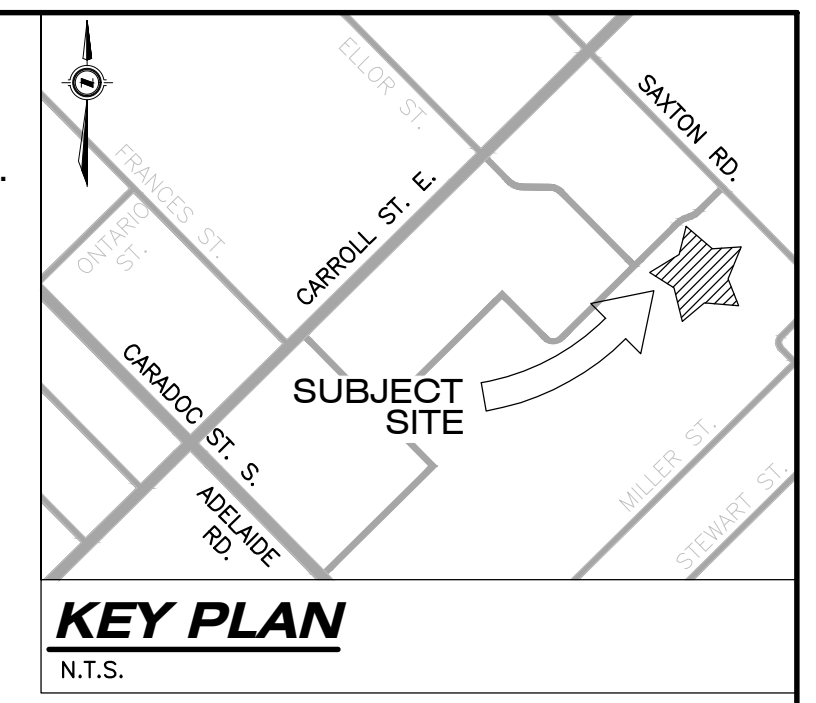 ELLOR ST.
SAXTON RD.
FRANCES ST.
ONTARIO
ST.
CARROLL ST. E.
CARADOC ST. S.
SUBJECT
SITE
ADELAIDE
RD.
MILLER ST.
STEWART ST.
KEY PLAN
N.T.S.